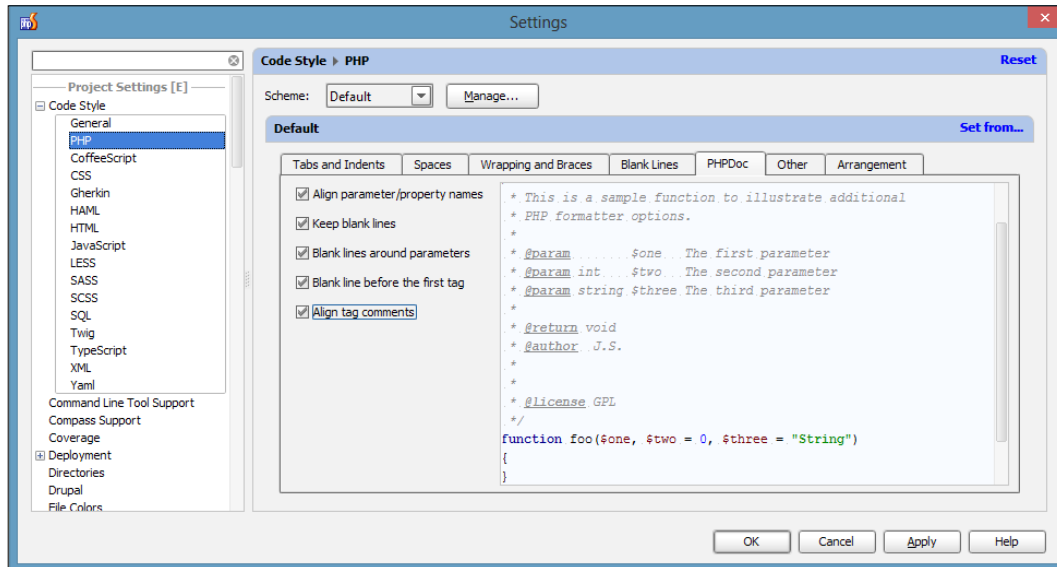 Settings
Project Settings [E]
Code Style
General
PHP
CoffeeScript
CSS
Gherkin
HAML
HTML
JavaScript
LESS
SASS
SCSS
SQL
Twig
TypeScript
XML
Yaml
Command Line Tool Support
Compass Support
Coverage
Deployment
Directories
Drupal
File Colors
Code Style ▸ PHP Reset
Scheme: Default Manage...
Default Set from...
Tabs and Indents Spaces Wrapping and Braces Blank Lines PHPDoc Other Arrangement
Align parameter/property names
Keep blank lines
Blank lines around parameters
Blank line before the first tag
Align tag comments
* This is a sample function to illustrate additional
* PHP formatter options.
*
* @param $one The first parameter
* @param int $two The second parameter
* @param string $three The third parameter
*
* @return void
* @author J.S.
*
*
* @license GPL
*/
function foo($one, $two = 0, $three = "String")
{
}
OK Cancel Apply Help